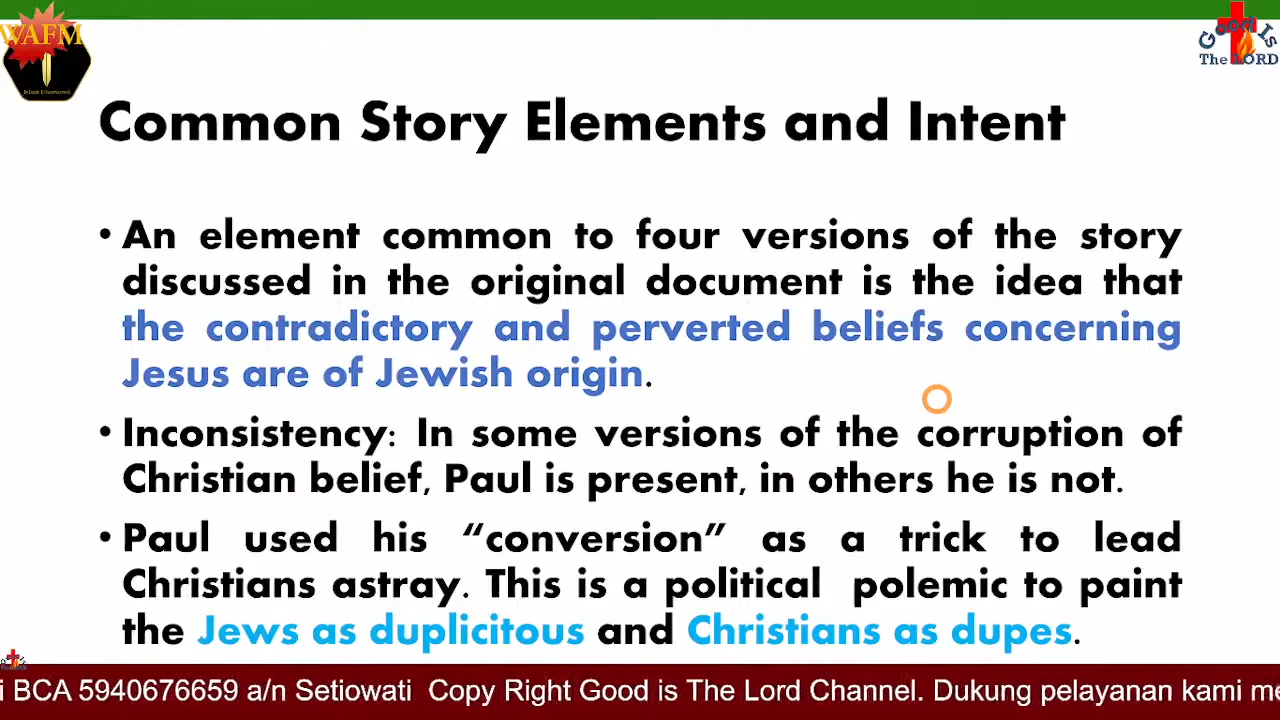 WAFM
Islam Uncovered
Good Is
The LORD
Common Story Elements and Intent
• An element common to four versions of the story
discussed in the original document is the idea that
the contradictory and perverted beliefs concerning
Jesus are of Jewish origin.
• Inconsistency: In some versions of the corruption of
Christian belief, Paul is present, in others he is not.
• Paul used his “conversion” as a trick to lead
Christians astray. This is a political polemic to paint
the Jews as duplicitous and Christians as dupes.
i BCA 5940676659 a/n Setiowati Copy Right Good is The Lord Channel. Dukung pelayanan kami me